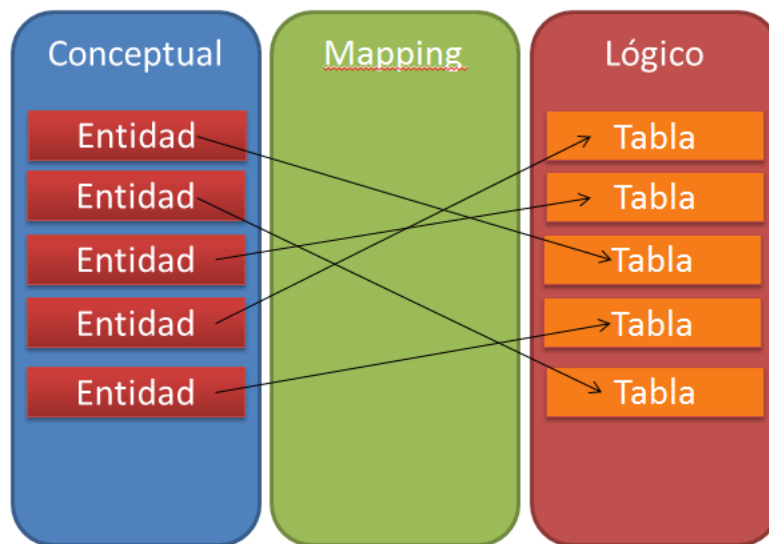 Conceptual
Mapping
Lógico
Entidad
Tabla
Entidad
Tabla
Entidad
Tabla
Entidad
Tabla
Entidad
Tabla